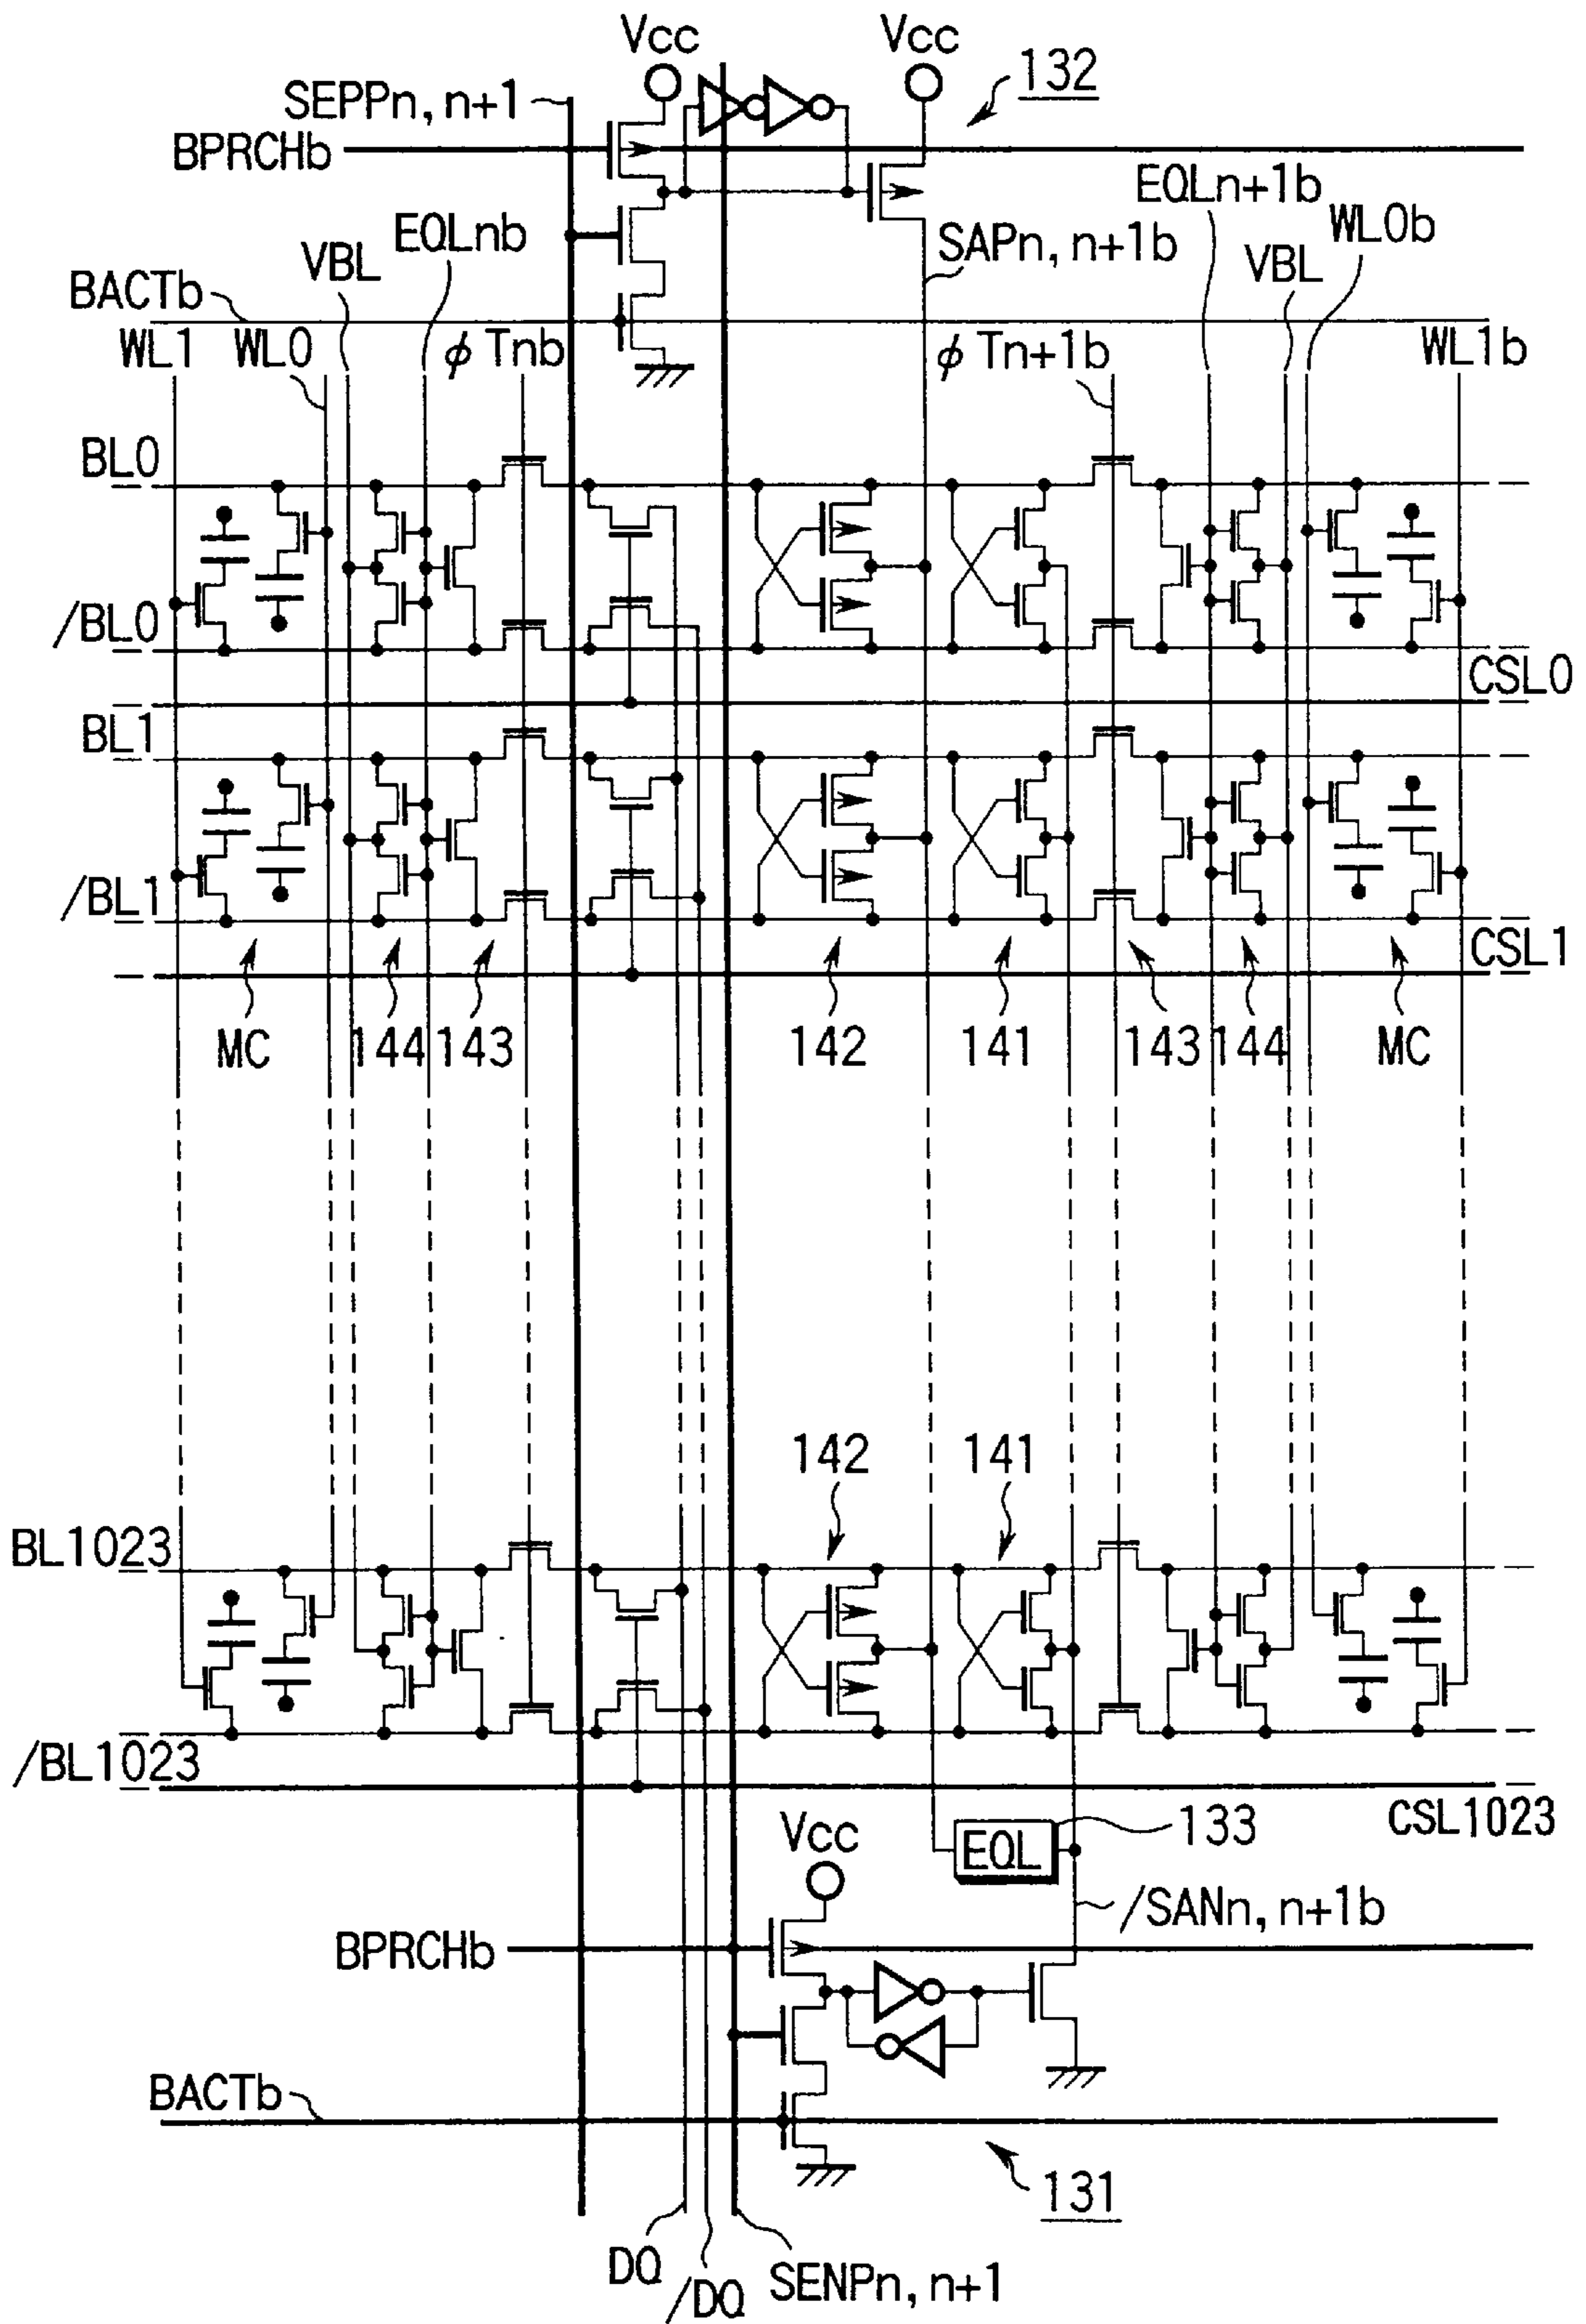 Vcc Vcc
132
SEPPn, n+1
BPRCHb
EQLn+1b
WL0b
EQLnb
VBL
SAPn, n+1b
VBL
BACTb
WL1 WL0 φTnb φTn+1b WL1b
BL0
/BL0
CSL0
BL1
/BL1
CSL1
MC 144 143 142 141 143 144 MC
142 141
BL1023
/BL1023
CSL1023
Vcc
EQL 133
/SANn, n+1b
BPRCHb
BACTb
131
DQ
/DQ
SENPn, n+1